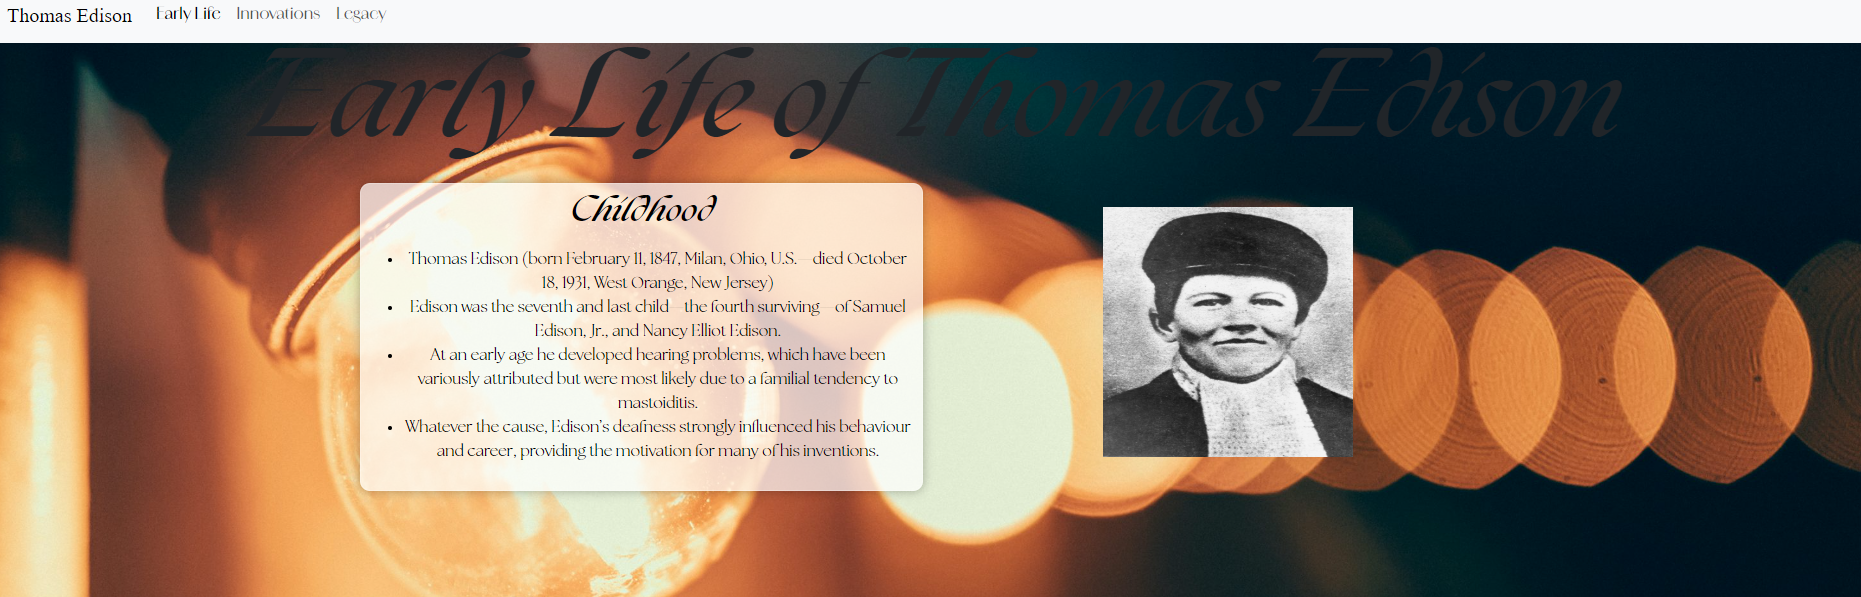 Thomas Edison Early Life Innovations Legacy
Early Life of Thomas Edison
Childhood
• Thomas Edison (born February 11, 1847, Milan, Ohio, U.S.—died October
18, 1931, West Orange, New Jersey)
• Edison was the seventh and last child—the fourth surviving—of Samuel
Edison, Jr., and Nancy Elliot Edison.
• At an early age he developed hearing problems, which have been
variously attributed but were most likely due to a familial tendency to
mastoiditis.
• Whatever the cause, Edison's deafness strongly influenced his behaviour
and career, providing the motivation for many of his inventions.